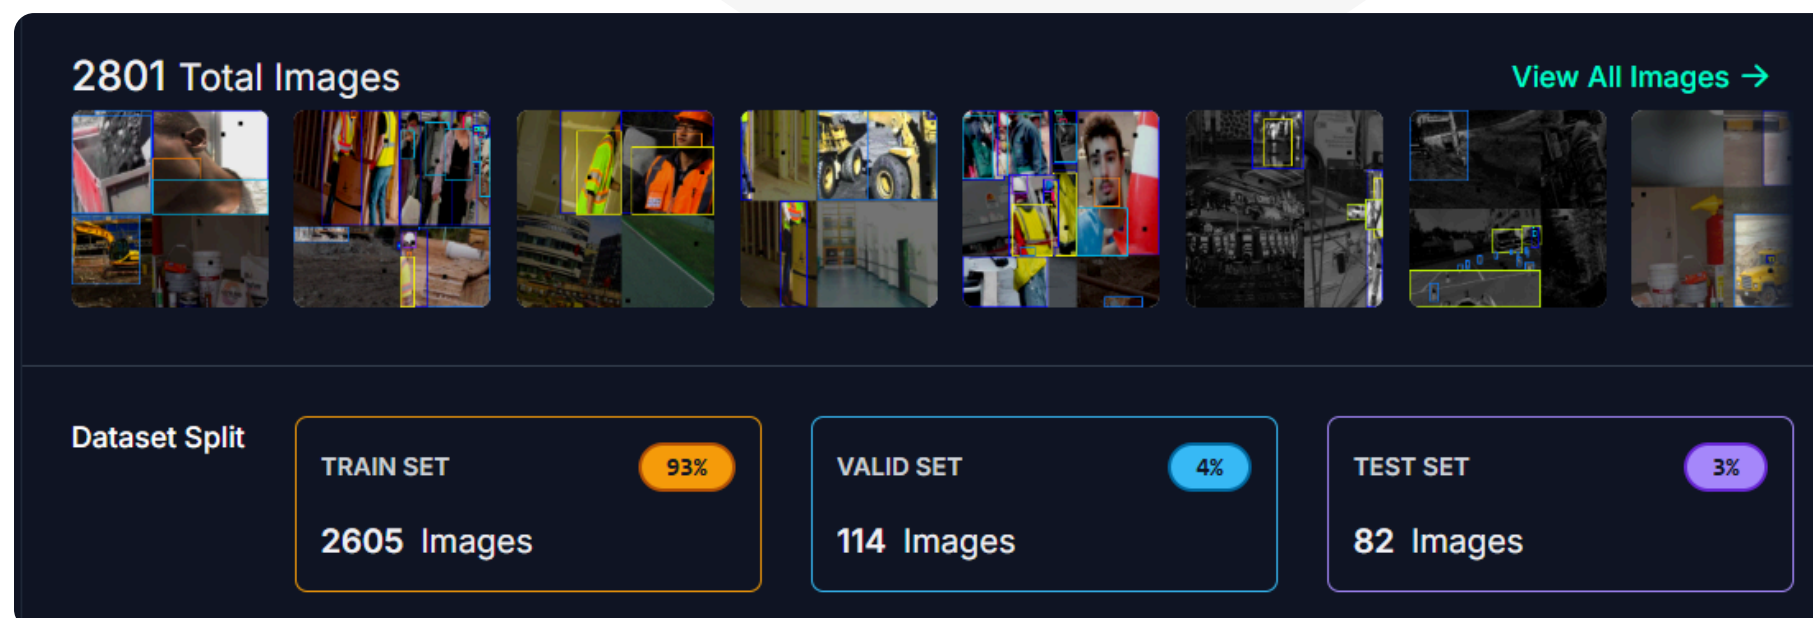 2801 Total Images
View All Images →
Dataset Split
TRAIN SET
93%
2605 Images
VALID SET
4%
114 Images
TEST SET
3%
82 Images